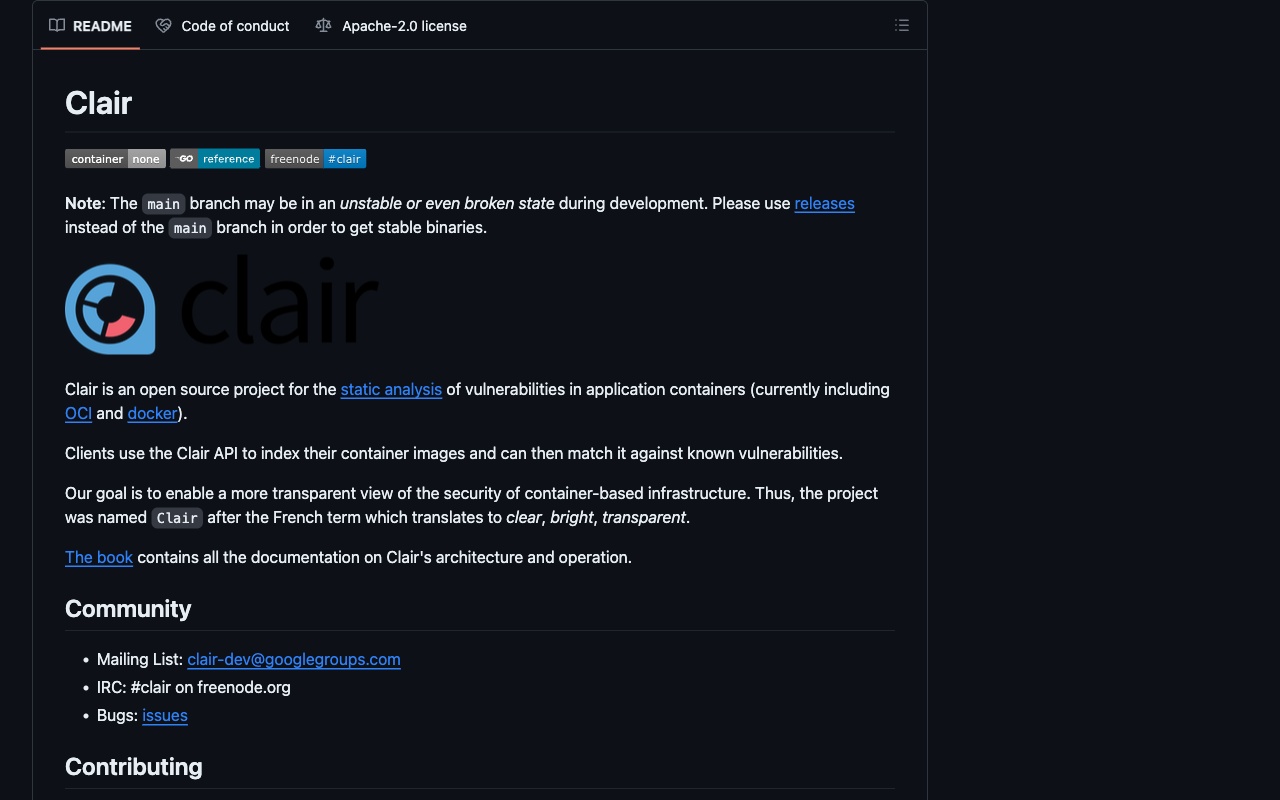 README Code of conduct Apache-2.0 license
Clair
container none GO reference freenode #clair
Note: The main branch may be in an unstable or even broken state during development. Please use releases
instead of the main branch in order to get stable binaries.
clair
Clair is an open source project for the static analysis of vulnerabilities in application containers (currently including
OCI and docker).
Clients use the Clair API to index their container images and can then match it against known vulnerabilities.
Our goal is to enable a more transparent view of the security of container-based infrastructure. Thus, the project
was named Clair after the French term which translates to clear, bright, transparent.
The book contains all the documentation on Clair's architecture and operation.
Community
• Mailing List: clair-dev@googlegroups.com
• IRC: #clair on freenode.org
• Bugs: issues
Contributing